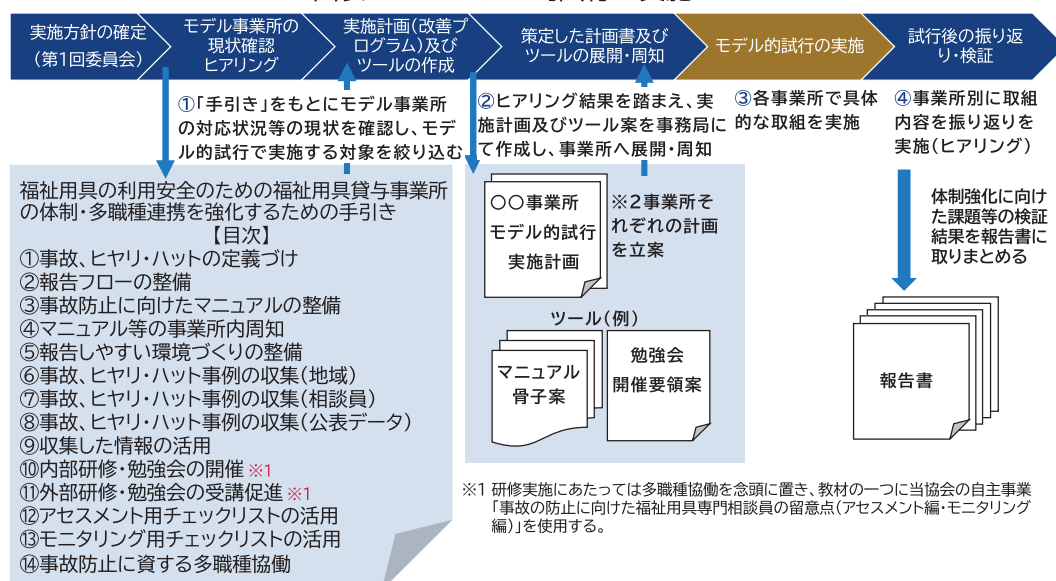 実施方針の確定
(第1回委員会)
モデル事業所の
現状確認
ヒアリング
実施計画(改善プ
ログラム)及び
ツールの作成
策定した計画書及び
ツールの展開・周知
モデル的試行の実施
試行後の振り返
り・検証
①「手引き」をもとにモデル事業所
の対応状況等の現状を確認し、モデ
ル的試行で実施する対象を絞り込む
②ヒアリング結果を踏まえ、実
施計画及びツール案を事務局に
て作成し、事業所へ展開・周知
③各事業所で具体
的な取組を実施
④事業所別に取組
内容を振り返りを
実施(ヒアリング)
福祉用具の利用安全のための福祉用具貸与事業所
の体制・多職種連携を強化するための手引き
【目次】
①事故、ヒヤリ・ハットの定義づけ
②報告フローの整備
③事故防止に向けたマニュアルの整備
④マニュアル等の事業所内周知
⑤報告しやすい環境づくりの整備
⑥事故、ヒヤリ・ハット事例の収集(地域)
⑦事故、ヒヤリ・ハット事例の収集(相談員)
⑧事故、ヒヤリ・ハット事例の収集(公表データ)
⑨収集した情報の活用
⑩内部研修・勉強会の開催 ※1
⑪外部研修・勉強会の受講促進 ※1
⑫アセスメント用チェックリストの活用
⑬モニタリング用チェックリストの活用
⑭事故防止に資する多職種協働
〇〇事業所
モデル的試行
実施計画
※2事業所そ
れぞれの計画
を立案
ツール(例)
マニュアル
骨子案
勉強会
開催要領案
体制強化に向け
た課題等の検証
結果を報告書に
取りまとめる
報告書
※1 研修実施にあたっては多職種協働を念頭に置き、教材の一つに当協会の自主事業
「事故の防止に向けた福祉用具専門相談員の留意点(アセスメント編・モニタリング
編)」を使用する。